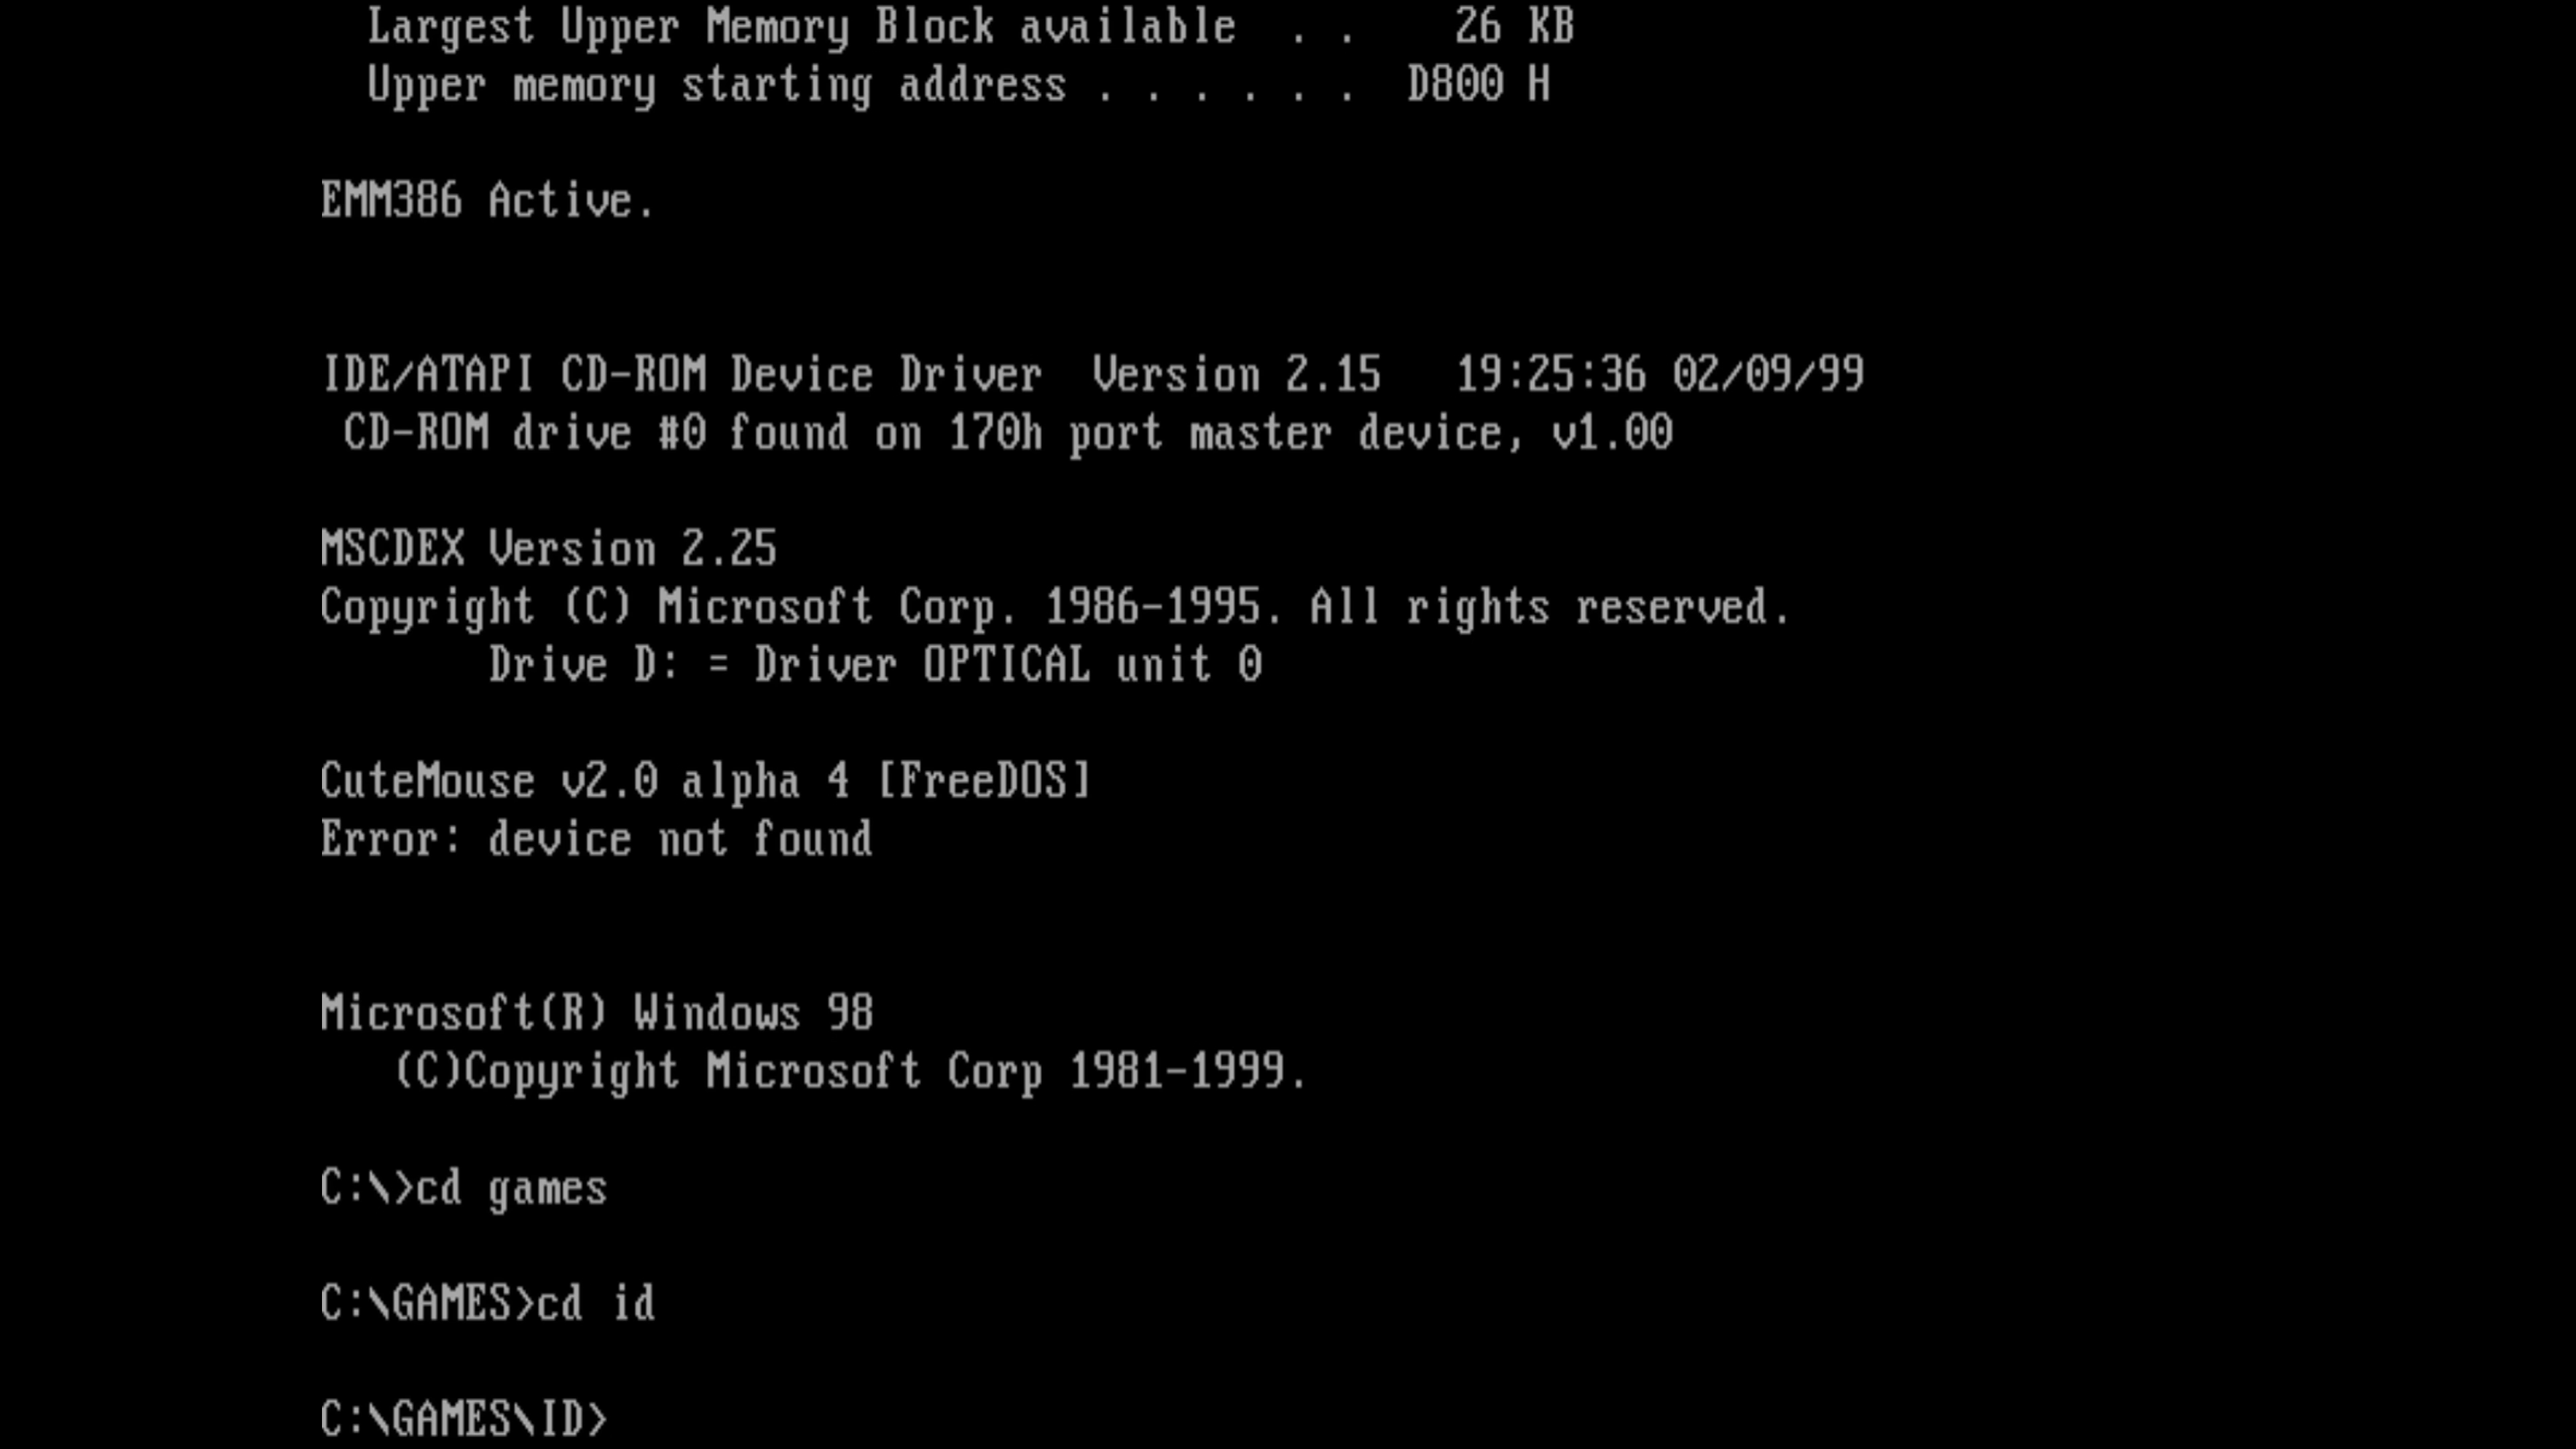 Largest Upper Memory Block available . . 26 KB
Upper memory starting address . . . . . . D800 H
EMM386 Active.
IDE/ATAPI CD-ROM Device Driver Version 2.15 19:25:36 02/09/99
CD-ROM drive #0 found on 170h port master device, v1.00
MSCDEX Version 2.25
Copyright (C) Microsoft Corp. 1986-1995. All rights reserved.
Drive D: = Driver OPTICAL unit 0
CuteMouse v2.0 alpha 4 [FreeDOS]
Error: device not found
Microsoft(R) Windows 98
(C)Copyright Microsoft Corp 1981-1999.
C:\>cd games
C:\GAMES>cd id
C:\GAMES\ID>